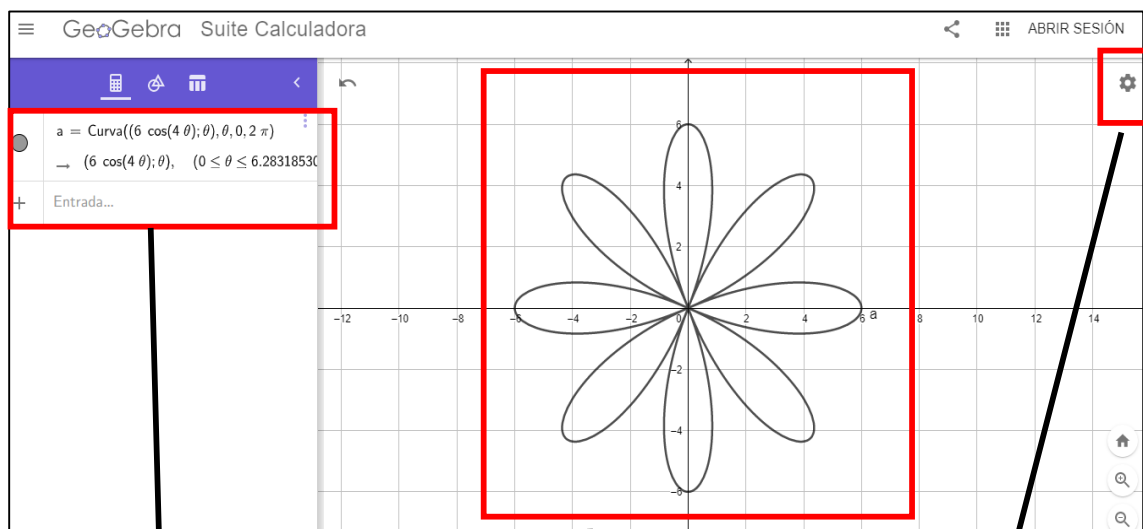 GeoGebra Suite Calculadora
ABRIR SESIÓN
a = Curva((6 cos(4 θ); θ), θ, 0, 2 π)
→ (6 cos(4 θ); θ), (0 ≤ θ ≤ 6.28318530
+ Entrada...
6
4
2
-12 -10 -8 -6 -4 -2 0 2 4 6 8 10 12 14
a
-2
-4
-6